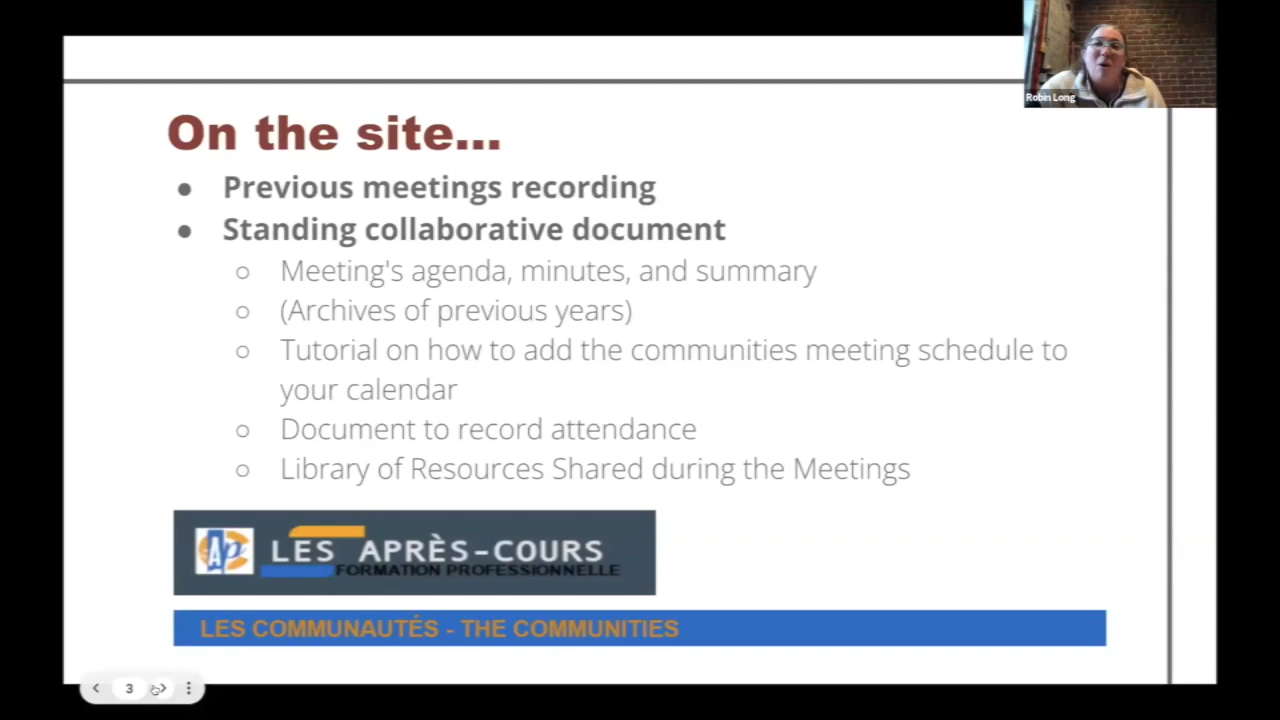 Robin Long
On the site...
● Previous meetings recording
● Standing collaborative document
○ Meeting's agenda, minutes, and summary
○ (Archives of previous years)
○ Tutorial on how to add the communities meeting schedule to
your calendar
○ Document to record attendance
○ Library of Resources Shared during the Meetings
Ap LES APRÈS-COURS
FORMATION PROFESSIONNELLE
LES COMMUNAUTÉS - THE COMMUNITIES
3